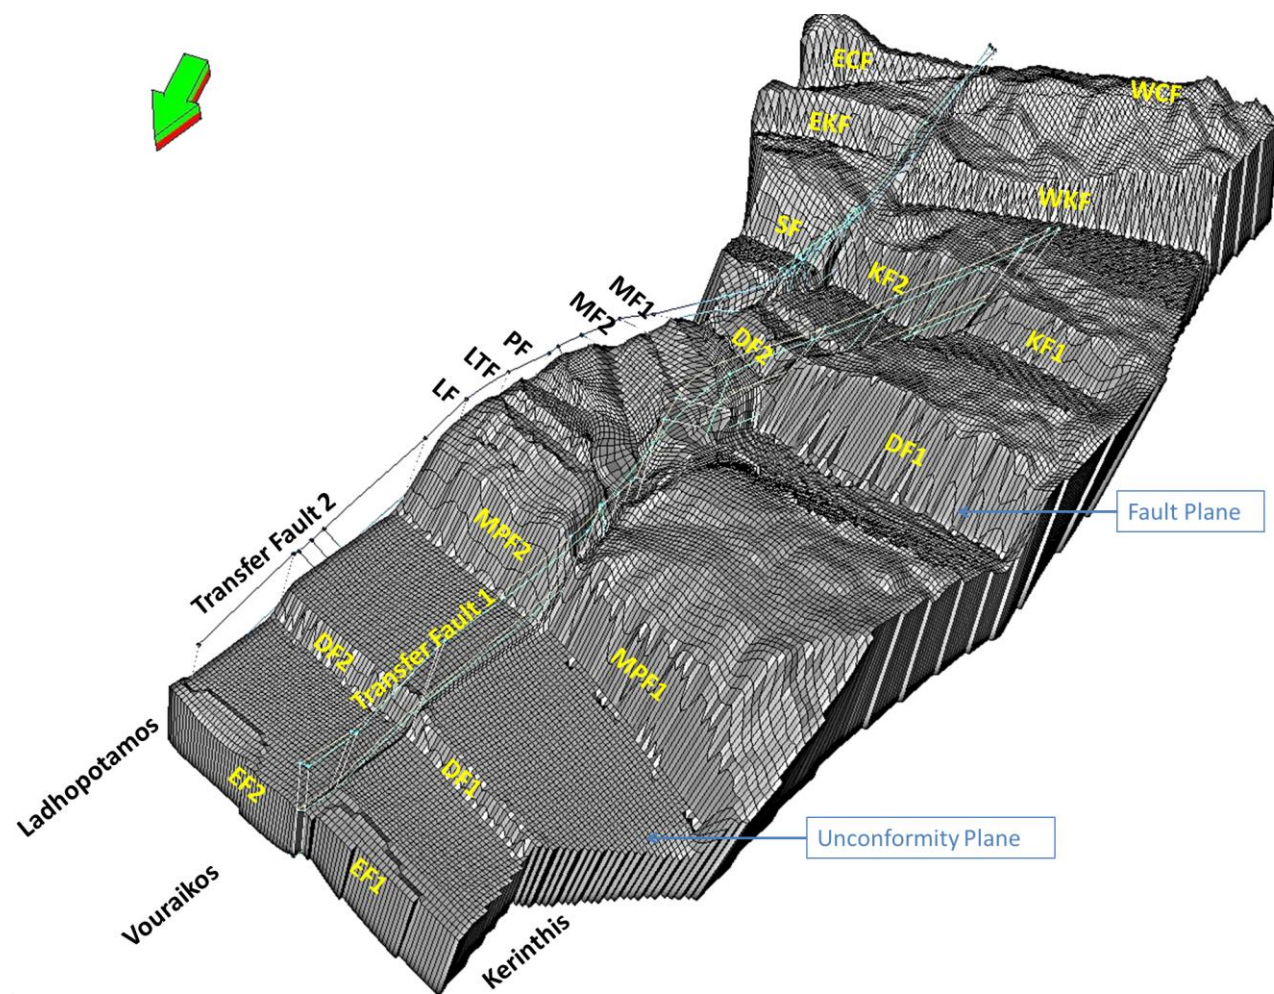 ECF
WCF
EKF
WKF
SF
KF2
KF1
MF1
MF2
PF
LTF
LF
DF2
DF1
Fault Plane
MPF2
Transfer Fault 2
Transfer Fault 1
DF2
MPF1
DF1
Unconformity Plane
EF2
EF1
Ladhopotamos
Vouraikos
Kerinthis